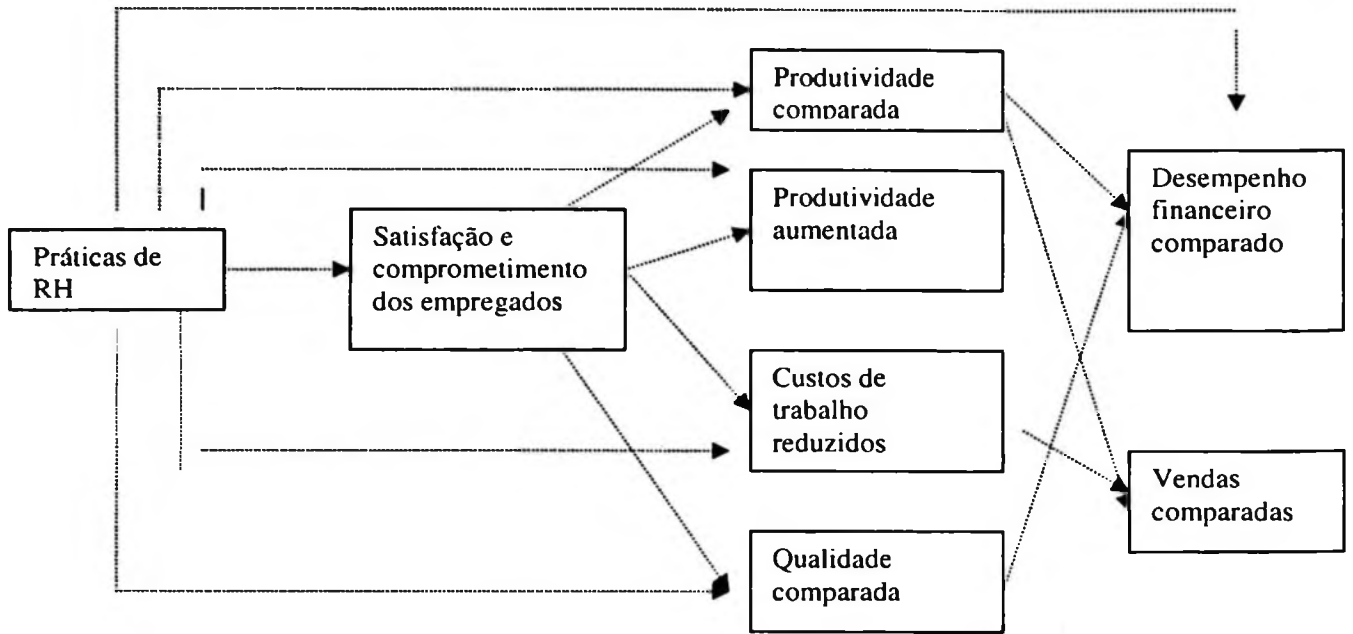 Práticas de
RH
Satisfação e
comprometimento
dos empregados
Produtividade
comparada
Produtividade
aumentada
Custos de
trabalho
reduzidos
Qualidade
comparada
Desempenho
financeiro
comparado
Vendas
comparadas